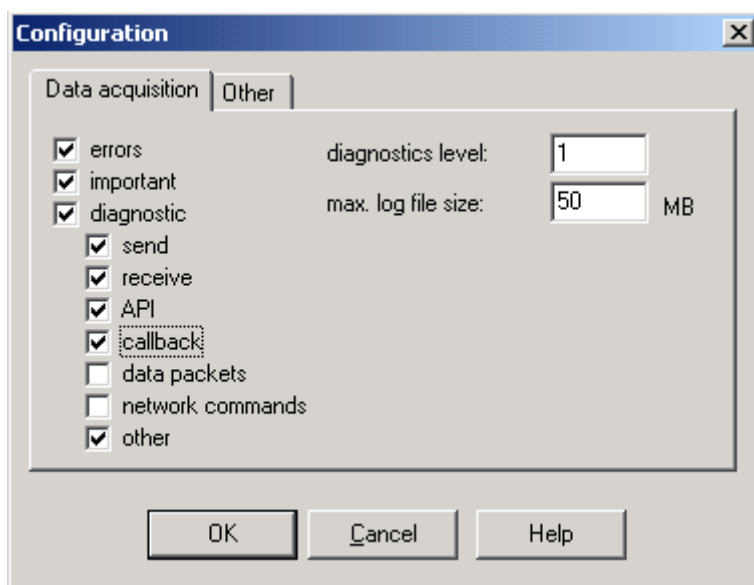 Configuration
Data acquisition Other
errors diagnostics level: 1
important max. log file size: 50 MB
diagnostic
send
receive
API
callback
data packets
network commands
other
OK Cancel Help